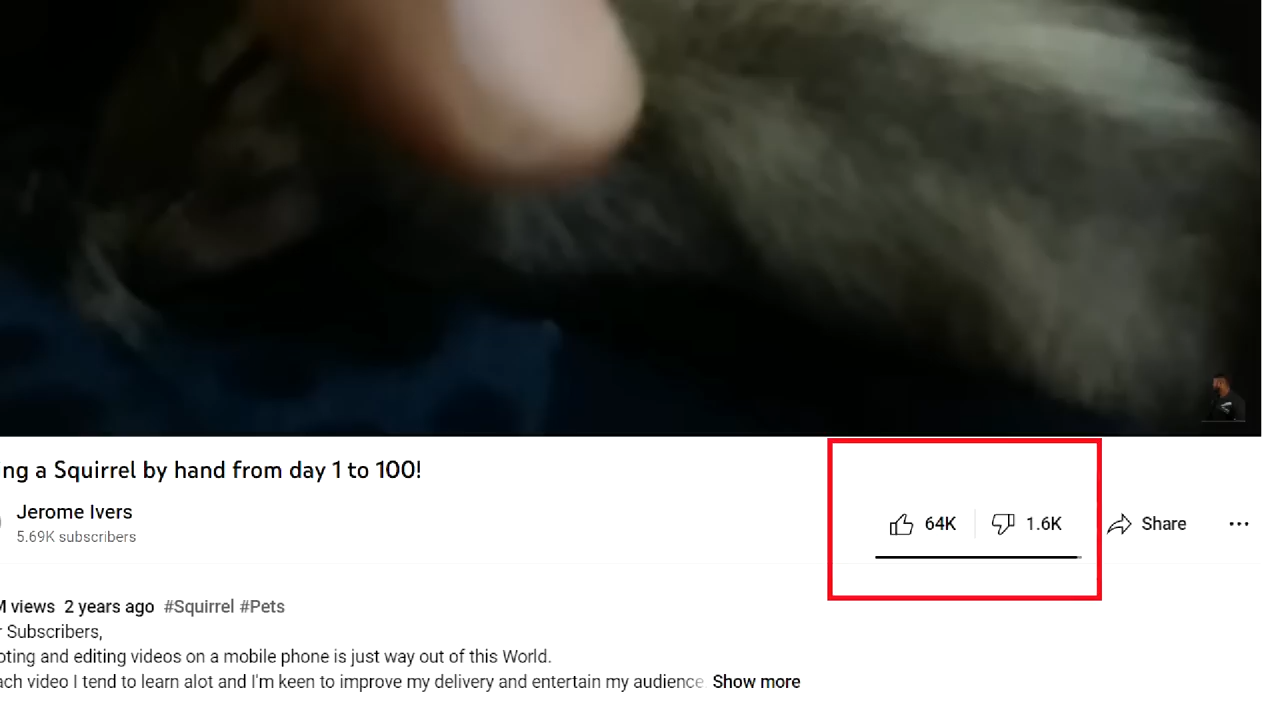 ing a Squirrel by hand from day 1 to 100!
Jerome Ivers
5.69K subscribers
64K 1.6K Share
M views 2 years ago #Squirrel #Pets
r Subscribers,
oting and editing videos on a mobile phone is just way out of this World.
ach video I tend to learn alot and I'm keen to improve my delivery and entertain my audience. Show more